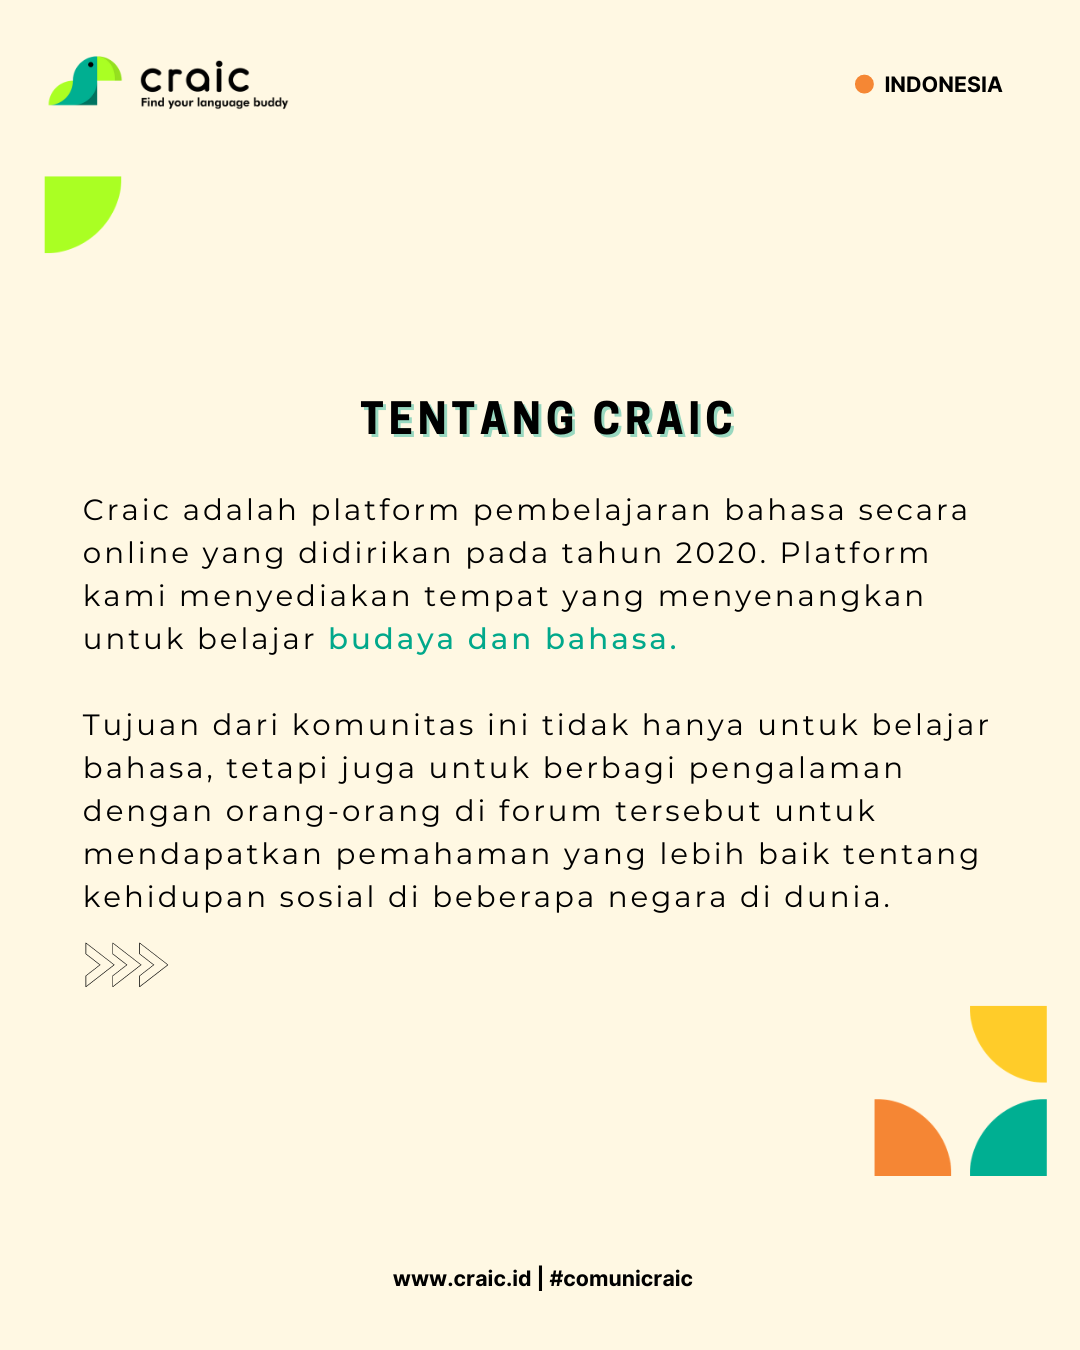 craic
Find your language buddy
INDONESIA
TENTANG CRAIC
Craic adalah platform pembelajaran bahasa secara
online yang didirikan pada tahun 2020. Platform
kami menyediakan tempat yang menyenangkan
untuk belajar budaya dan bahasa.
Tujuan dari komunitas ini tidak hanya untuk belajar
bahasa, tetapi juga untuk berbagi pengalaman
dengan orang-orang di forum tersebut untuk
mendapatkan pemahaman yang lebih baik tentang
kehidupan sosial di beberapa negara di dunia.
www.craic.id | #comunicraic